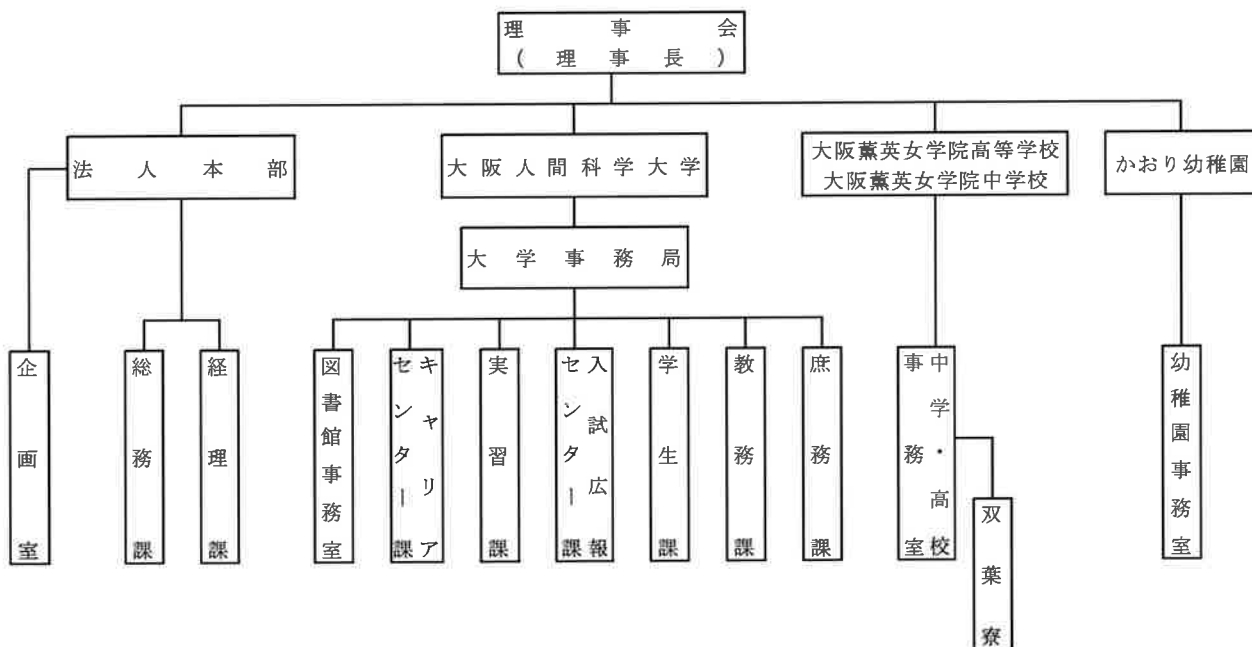 理事会
(理事長)
法人本部
大阪人間科学大学
大阪薫英女学院高等学校
大阪薫英女学院中学校
かおり幼稚園
大学事務局
企画室
総務課
経理課
図書館事務室
キャリア
センター課
実習課
入試広報
センター課
学生課
教務課
庶務課
中学・高校
事務室
双葉寮
幼稚園事務室